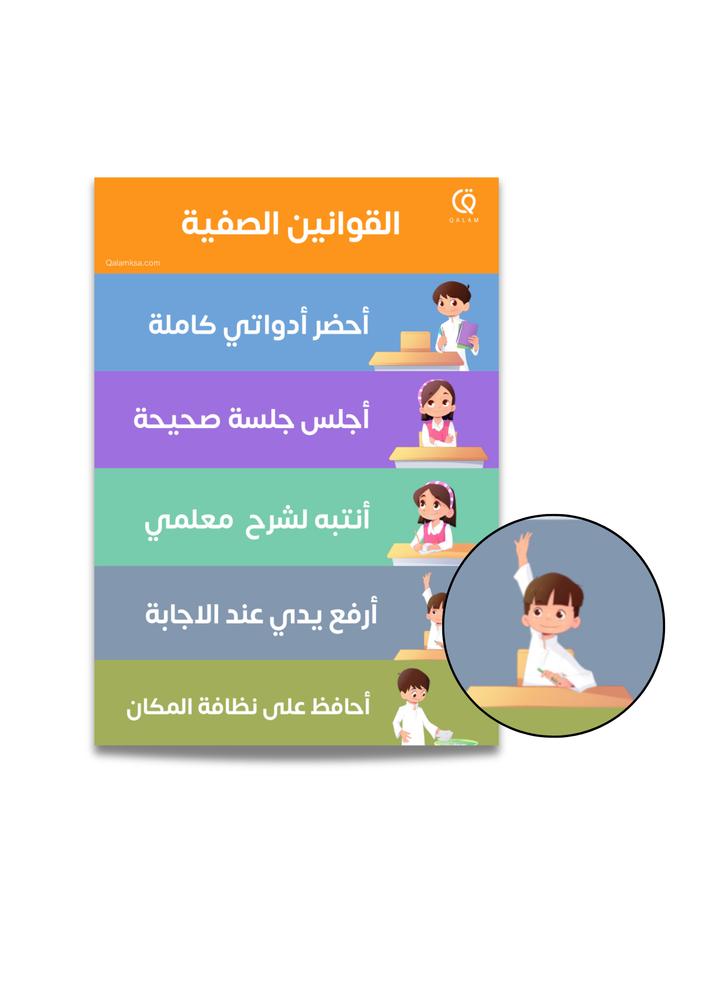 QALAM
القوانين الصفية
Qalamksa.com
أحضر أدواتي كاملة
أجلس جلسة صحيحة
أنتبه لشرح معلمي
أرفع يدي عند الاجابة
أحافظ على نظافة المكان